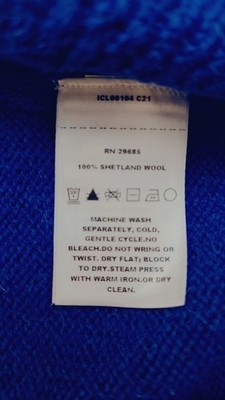 ICL00104 C21
RN 29685
100% SHETLAND WOOL
MACHINE WASH
SEPARATELY, COLD,
GENTLE CYCLE.NO
BLEACH.DO NOT WRING OR
TWIST. DRY FLAT; BLOCK
TO DRY.STEAM PRESS
WITH WARM IRON.OR DRY
CLEAN.